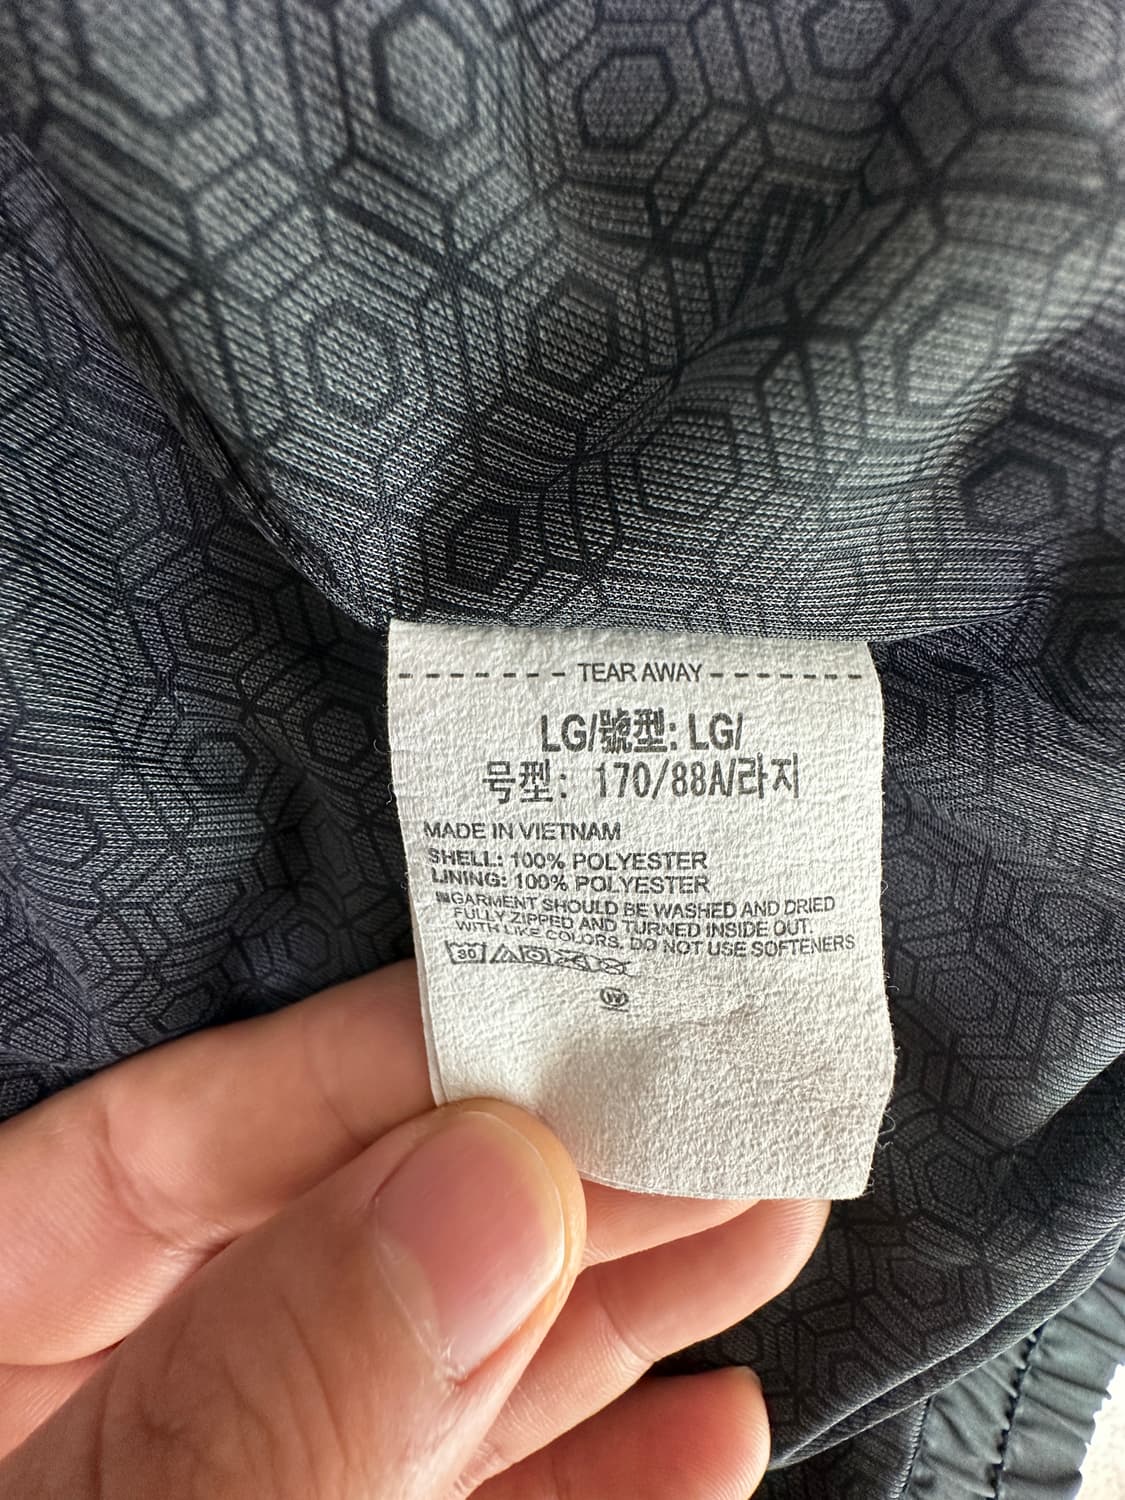 TEAR AWAY
LG/號型: LG/
号型: 170/88A/라지
MADE IN VIETNAM
SHELL: 100% POLYESTER
LINING: 100% POLYESTER
GARMENT SHOULD BE WASHED AND DRIED
FULLY ZIPPED AND TURNED INSIDE OUT.
WITH LIKE COLORS. DO NOT USE SOFTENERS
30
W